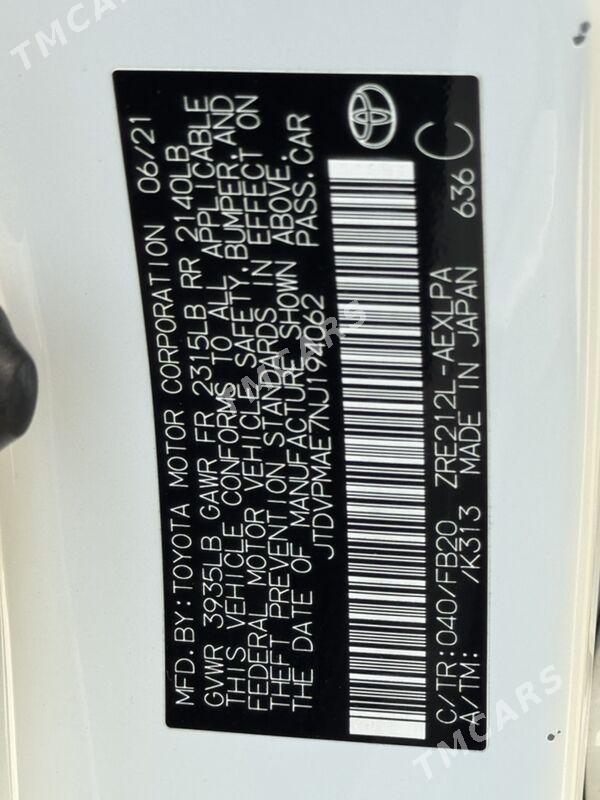 MFD. BY: TOYOTA MOTOR CORPORATION 06/21
GVWR 3935LB GAWR FR 2315LB RR 2140LB
THIS VEHICLE CONFORMS TO ALL APPLICABLE
FEDERAL MOTOR VEHICLE SAFETY, BUMPER, AND
THEFT PREVENTION STANDARDS IN EFFECT ON
THE DATE OF MANUFACTURE SHOWN ABOVE.
JTDVPMAE7NJ194062 PASS. CAR
C/TR: 040/FB20 ZRE212L-AEXLPA 636 C
A/TM: /K313 MADE IN JAPAN
TMCARS
TMCARS
TMCARS
TMCARS